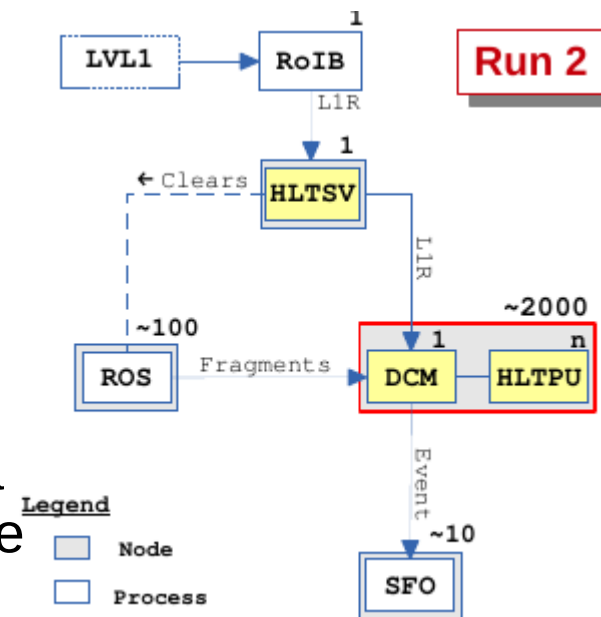 1
LVL1
RoIB
Run 2
L1R
1
← Clears
HLTSV
L1R
~2000
~100
1
n
ROS
Fragments
DCM
HLTPU
Event
Legend
e
~10
Node
SFO
Process